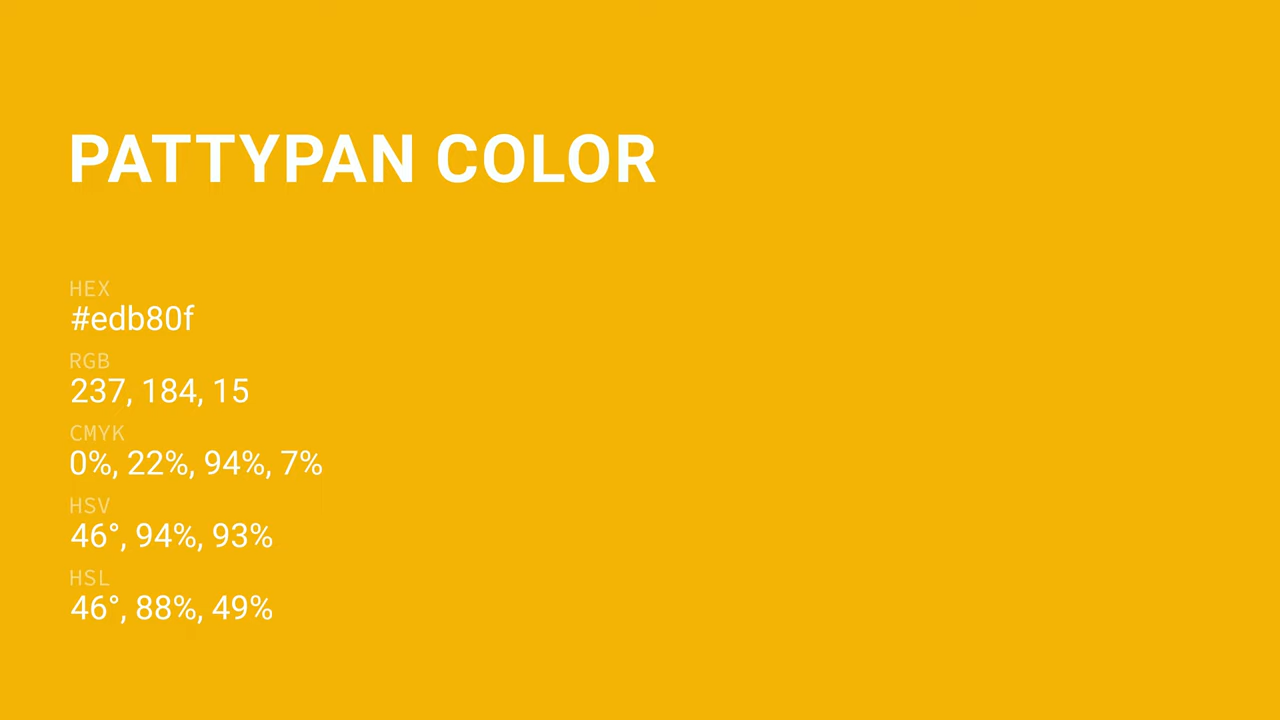 PATTYPAN COLOR
HEX
#edb80f
RGB
237, 184, 15
CMYK
0%, 22%, 94%, 7%
HSV
46°, 94%, 93%
HSL
46°, 88%, 49%